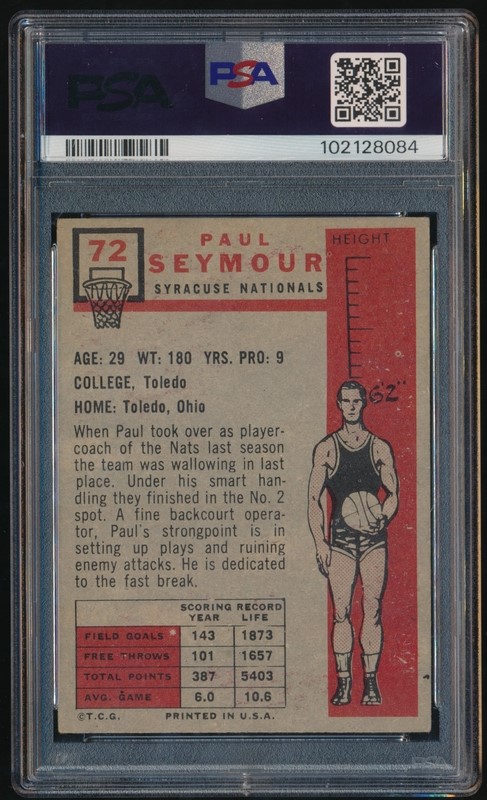 PSA
PSA
102128084
72
PAUL
SEYMOUR
SYRACUSE NATIONALS
HEIGHT
6'2"
AGE: 29 WT: 180 YRS. PRO: 9
COLLEGE, Toledo
HOME: Toledo, Ohio
When Paul took over as player-
coach of the Nats last season
the team was wallowing in last
place. Under his smart han-
dling they finished in the No. 2
spot. A fine backcourt opera-
tor, Paul's strongpoint is in
setting up plays and ruining
enemy attacks. He is dedicated
to the fast break.
SCORING RECORD
YEAR LIFE
FIELD GOALS 143 1873
FREE THROWS 101 1657
TOTAL POINTS 387 5403
AVG. GAME 6.0 10.6
©T.C.G. PRINTED IN U.S.A.